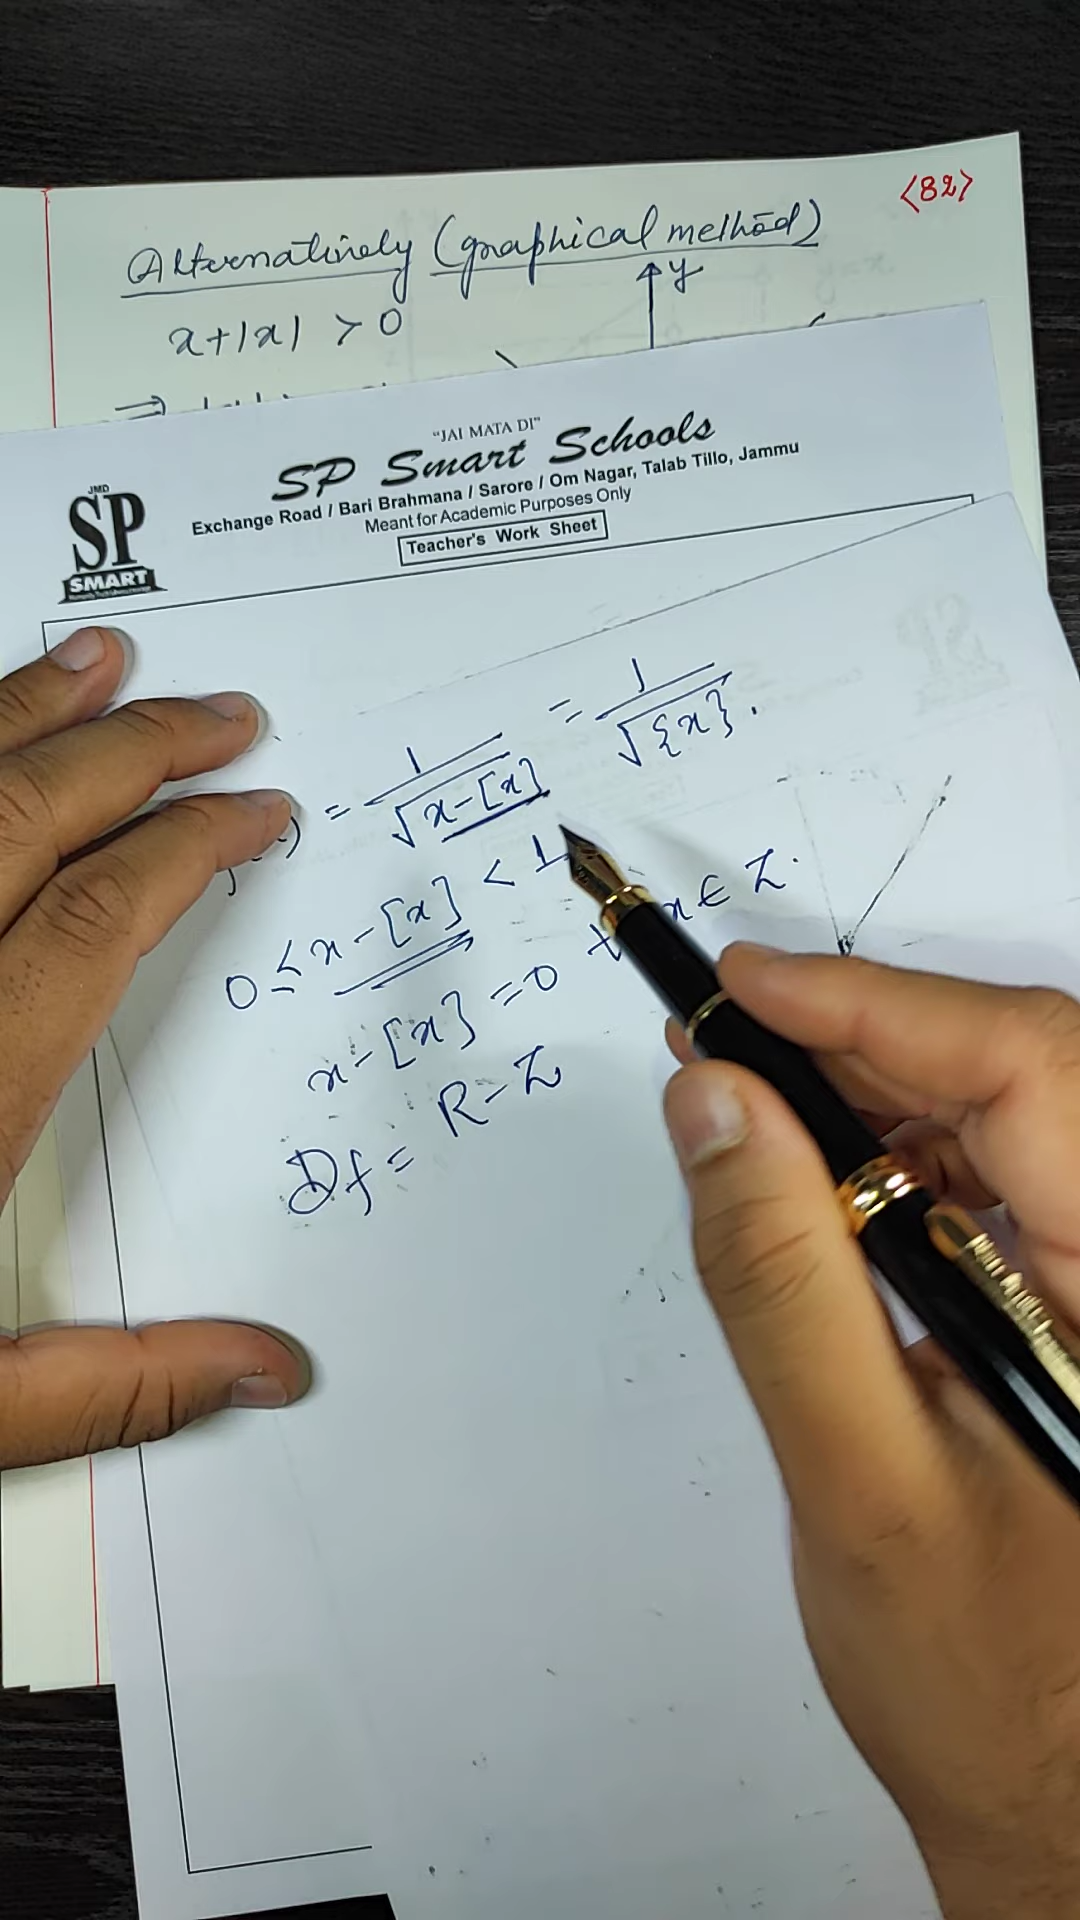 <82>
Alternatively (graphical method)
y
x+|x| > 0
⇒
"JAI MATA DI"
SP Smart Schools
JMD
SP
SMART
Exchange Road / Bari Brahmana / Sarore / Om Nagar, Talab Tillo, Jammu
Meant for Academic Purposes Only
Teacher's Work Sheet
= 1/√(x-[x]) = 1/√{x}.
0 ≤ x-[x] < 1
x-[x] = 0 x ∈ Z.
Df = R-Z